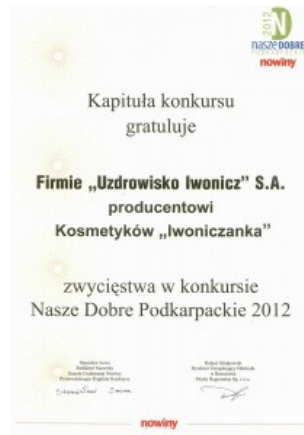 2012
nasze DOBRE
PODKARPACKIE
nowiny
Kapituła konkursu
gratuluje
Firmie „Uzdrowisko Iwonicz” S.A.
producentowi
Kosmetyków „Iwoniczanka”
zwycięstwa w konkursie
Nasze Dobre Podkarpackie 2012
nowiny